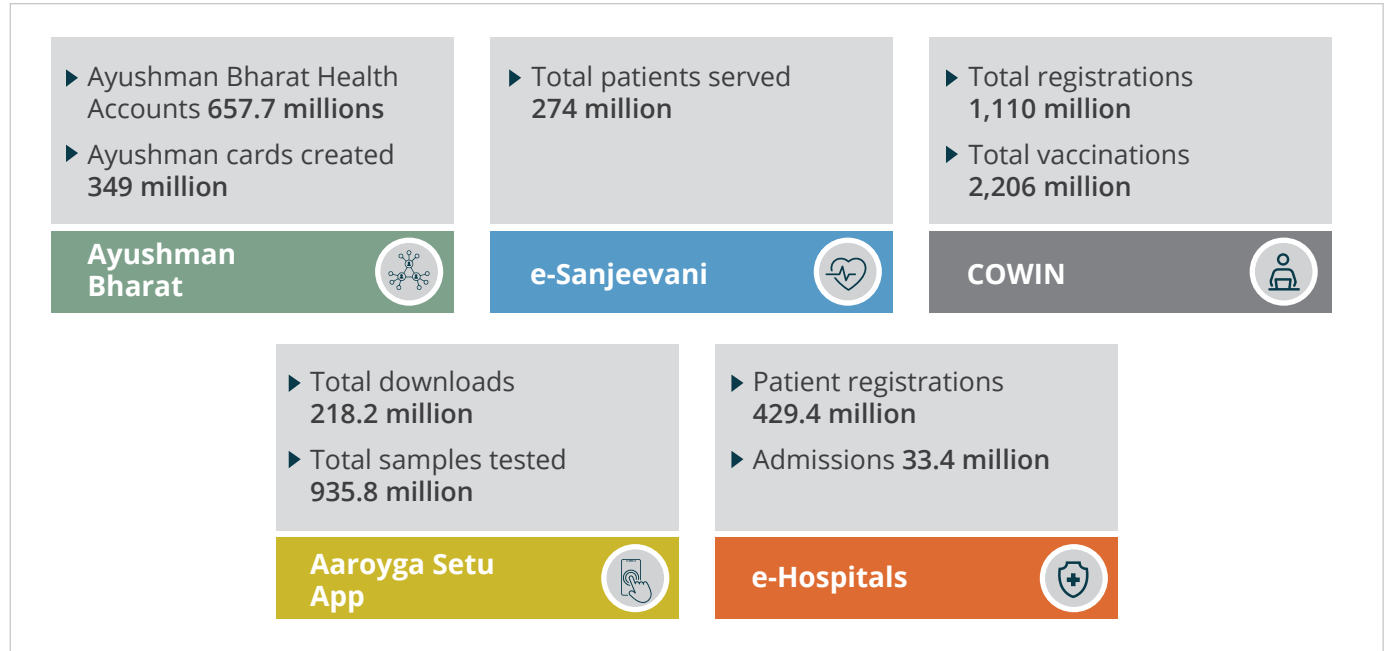 Ayushman Bharat Health
Accounts 657.7 millions
Ayushman cards created
349 million
Ayushman
Bharat
Total patients served
274 million
e-Sanjeevani
Total registrations
1,110 million
Total vaccinations
2,206 million
COWIN
Total downloads
218.2 million
Total samples tested
935.8 million
Aaroyga Setu
App
Patient registrations
429.4 million
Admissions 33.4 million
e-Hospitals